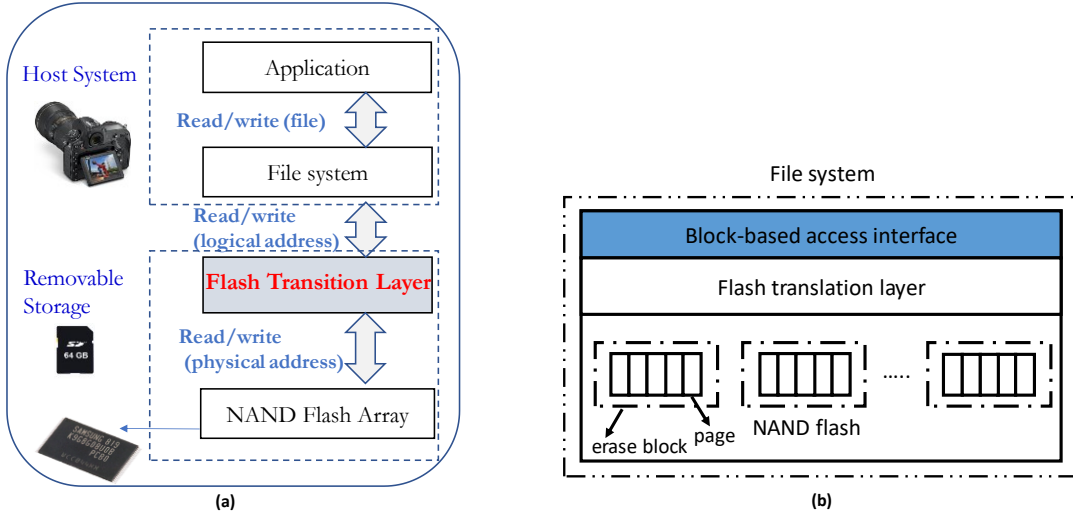 Host System
Application
Read/write (file)
File system
Read/write
(logical address)
Removable
Storage
Flash Transition Layer
64 GB
Read/write
(physical address)
NAND Flash Array
SAMSUNG
(a)
File system
Block-based access interface
Flash translation layer
.....
erase block
page
NAND flash
(b)